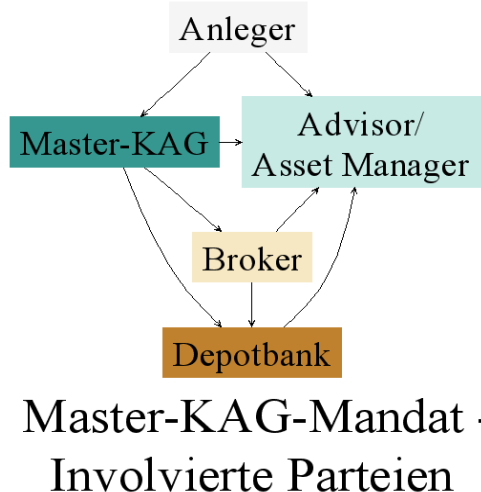 Anleger
Master-KAG
Advisor/
Asset Manager
Broker
Depotbank
Master-KAG-Mandat -
Involvierte Parteien